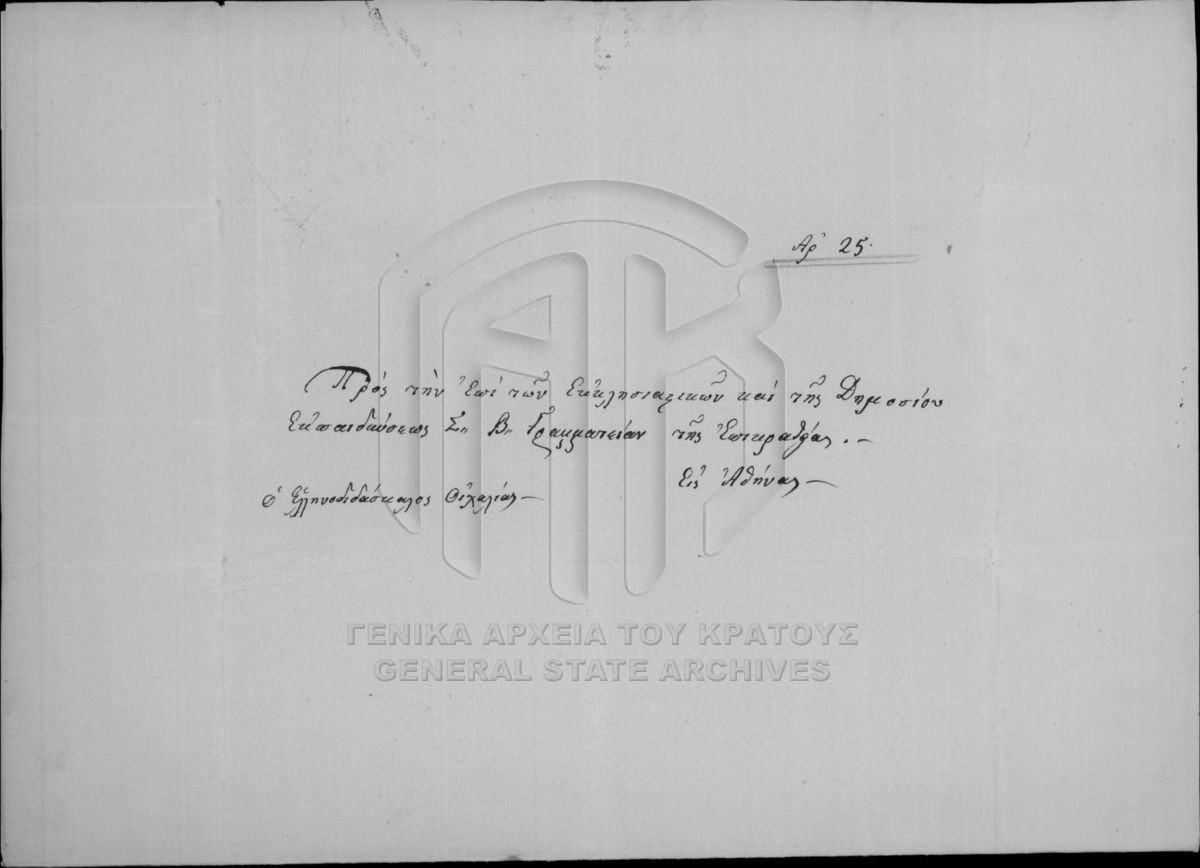 Ἀρ 25.
Πρὸς τὴν Ἐπὶ τῶν Ἐκκλησιαστικῶν καὶ τῆς Δημοσίου
Ἐκπαιδεύσεως Σ. Β. Γραμματείαν τῆς Ἐπικρατείας. —
Εἰς Ἀθήνας —
Ὁ Ἑλληνοδιδάσκαλος Οἰχαλίας —
ΓΕΝΙΚΑ ΑΡΧΕΙΑ ΤΟΥ ΚΡΑΤΟΥΣ
GENERAL STATE ARCHIVES